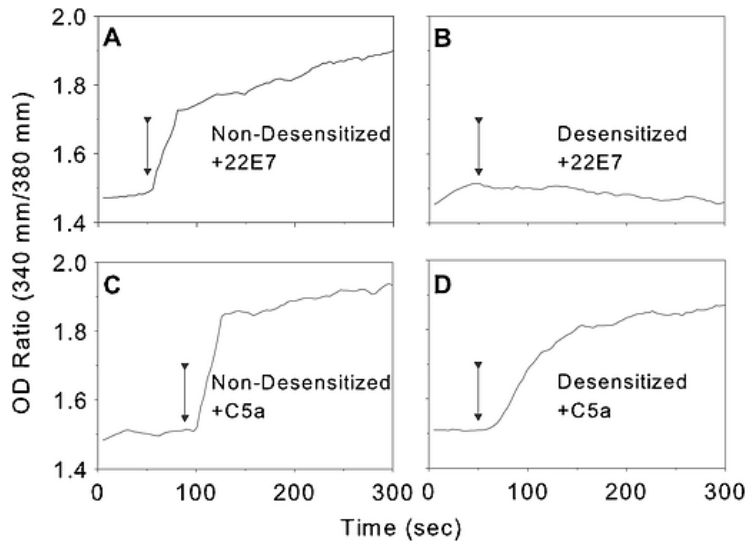 A
B
2.0
1.8
1.6
1.4
Non-Desensitized
+22E7
Desensitized
+22E7
C
D
2.0
1.8
1.6
1.4
Non-Desensitized
+C5a
Desensitized
+C5a
0
100
200
300
0
100
200
300
Time (sec)
OD Ratio (340 mm/380 mm)